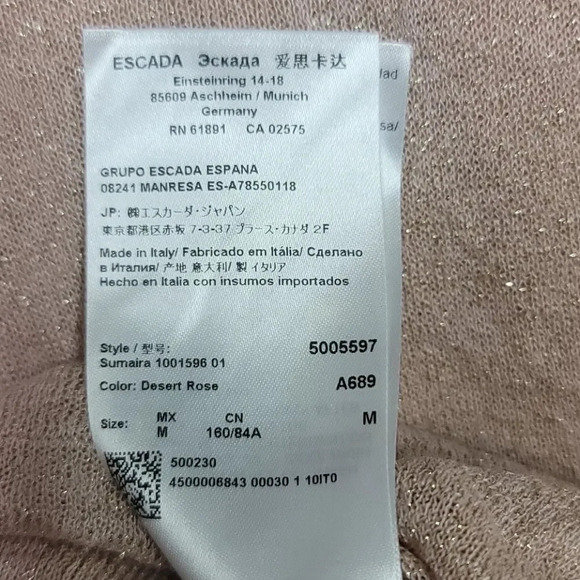 ESCADA Эскада 爱思卡达
Einsteinring 14-18
85609 Aschheim / Munich
Germany
RN 61891 CA 02575
GRUPO ESCADA ESPANA
08241 MANRESA ES-A78550118
JP: ㈱エスカーダ・ジャパン
東京都港区赤坂 7-3-37 プラース・カナダ 2F
Made in Italy/ Fabricado em Itália/ Сделано
в Италия/ 产地 意大利/ 製 イタリア
Hecho en Italia con insumos importados
Style / 型号: 5005597
Sumaira 1001596 01
Color: Desert Rose A689
Size: MX CN M
M 160/84A
500230
4500006843 00030 1 10IT0